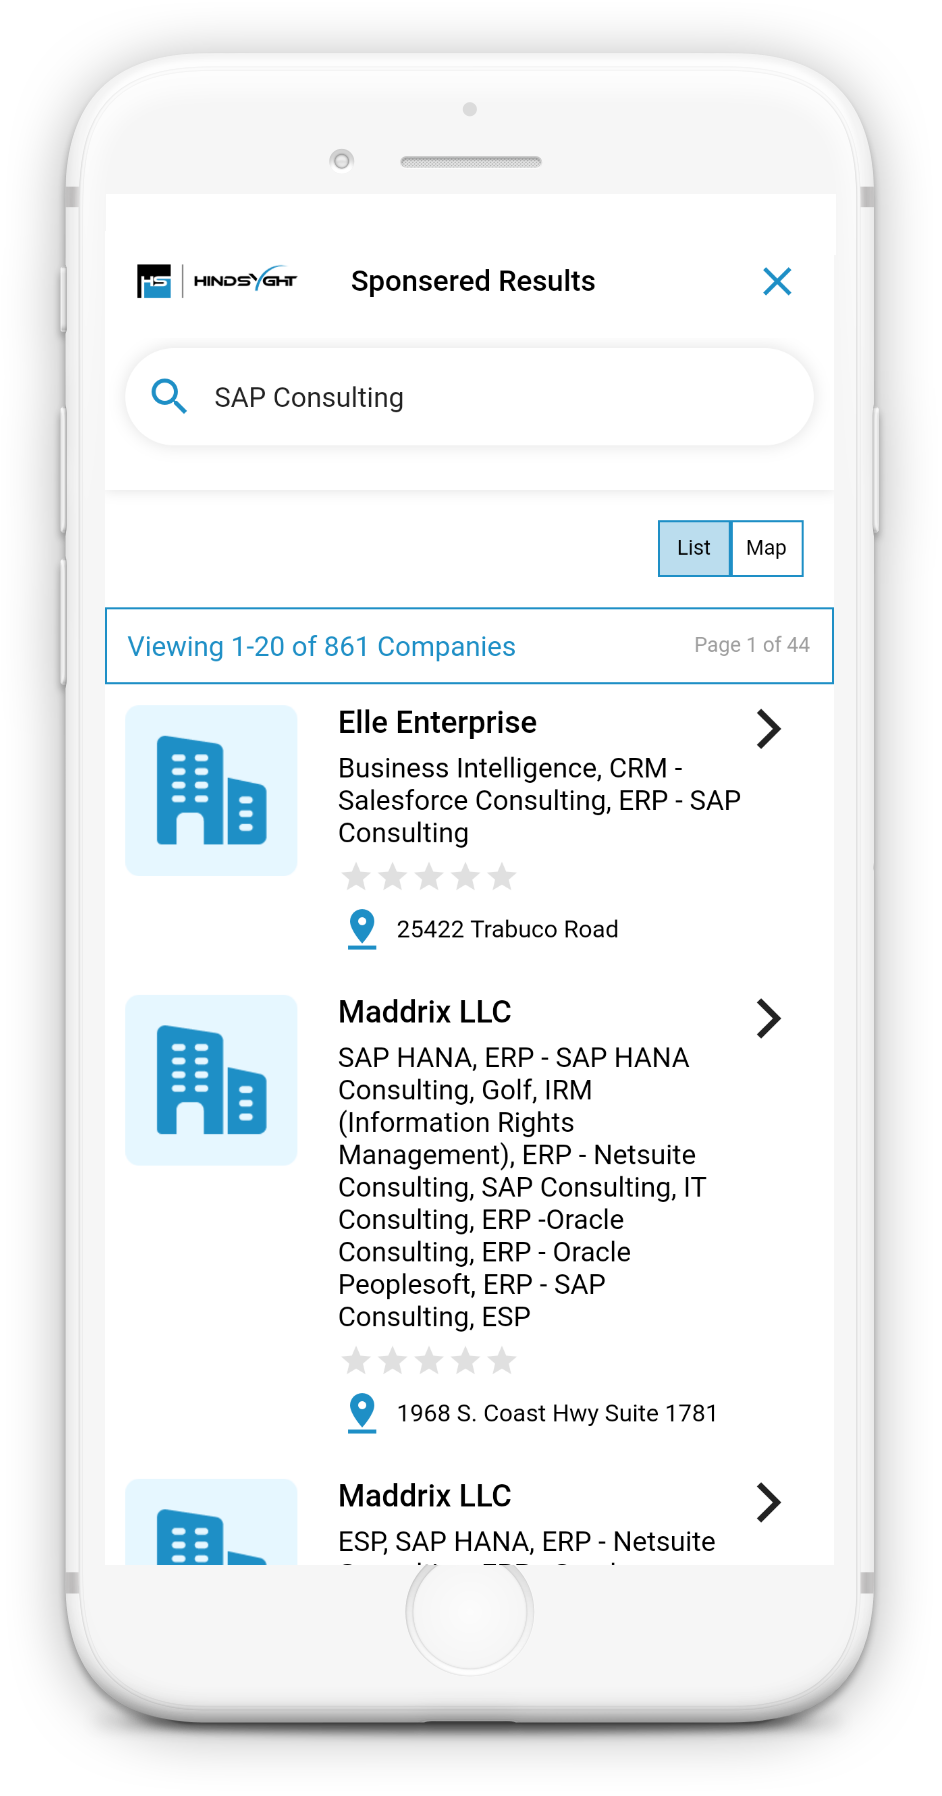 HS HINDSYGHT
Sponsered Results
SAP Consulting
List Map
Viewing 1-20 of 861 Companies Page 1 of 44
Elle Enterprise
Business Intelligence, CRM -
Salesforce Consulting, ERP - SAP
Consulting
25422 Trabuco Road
Maddrix LLC
SAP HANA, ERP - SAP HANA
Consulting, Golf, IRM
(Information Rights
Management), ERP - Netsuite
Consulting, SAP Consulting, IT
Consulting, ERP -Oracle
Consulting, ERP - Oracle
Peoplesoft, ERP - SAP
Consulting, ESP
1968 S. Coast Hwy Suite 1781
Maddrix LLC
ESP, SAP HANA, ERP - Netsuite